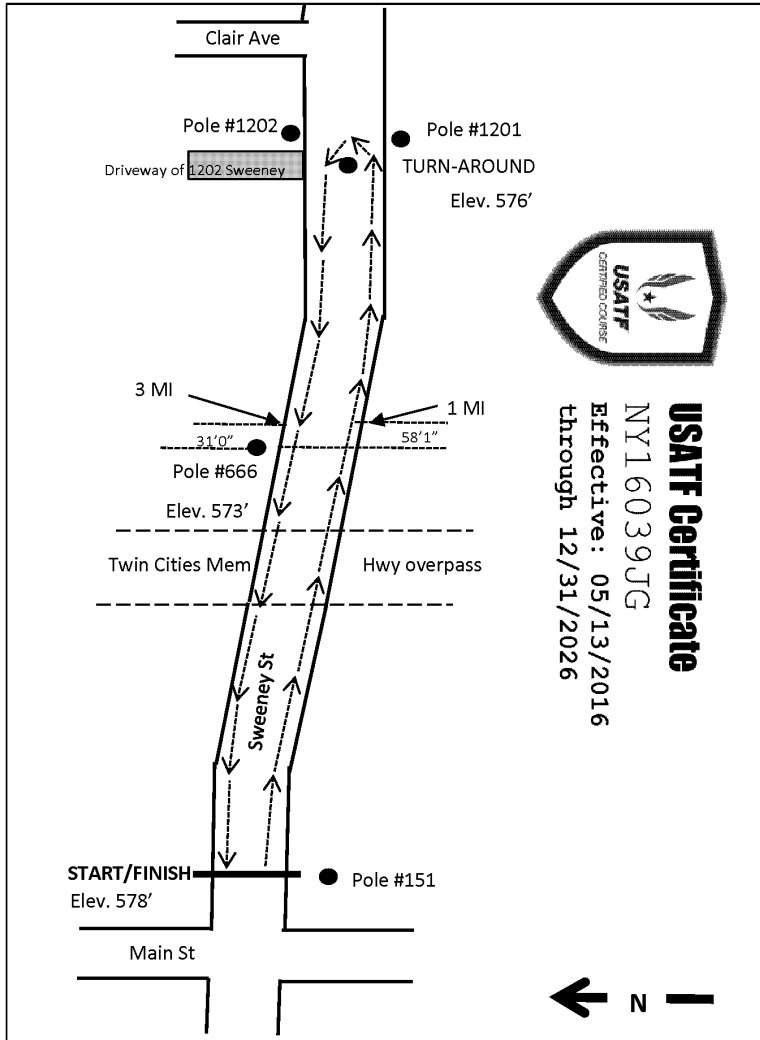 Clair Ave
Pole #1202
Pole #1201
Driveway of 1202 Sweeney
TURN-AROUND
Elev. 576’
USATF
CERTIFIED COURSE
3 MI
1 MI
31’0”
58’1”
Pole #666
Elev. 573’
Twin Cities Mem
Hwy overpass
Sweeney St
USATF Certificate
NY16039JG
Effective: 05/13/2016
through 12/31/2026
START/FINISH
Elev. 578’
Pole #151
Main St
N